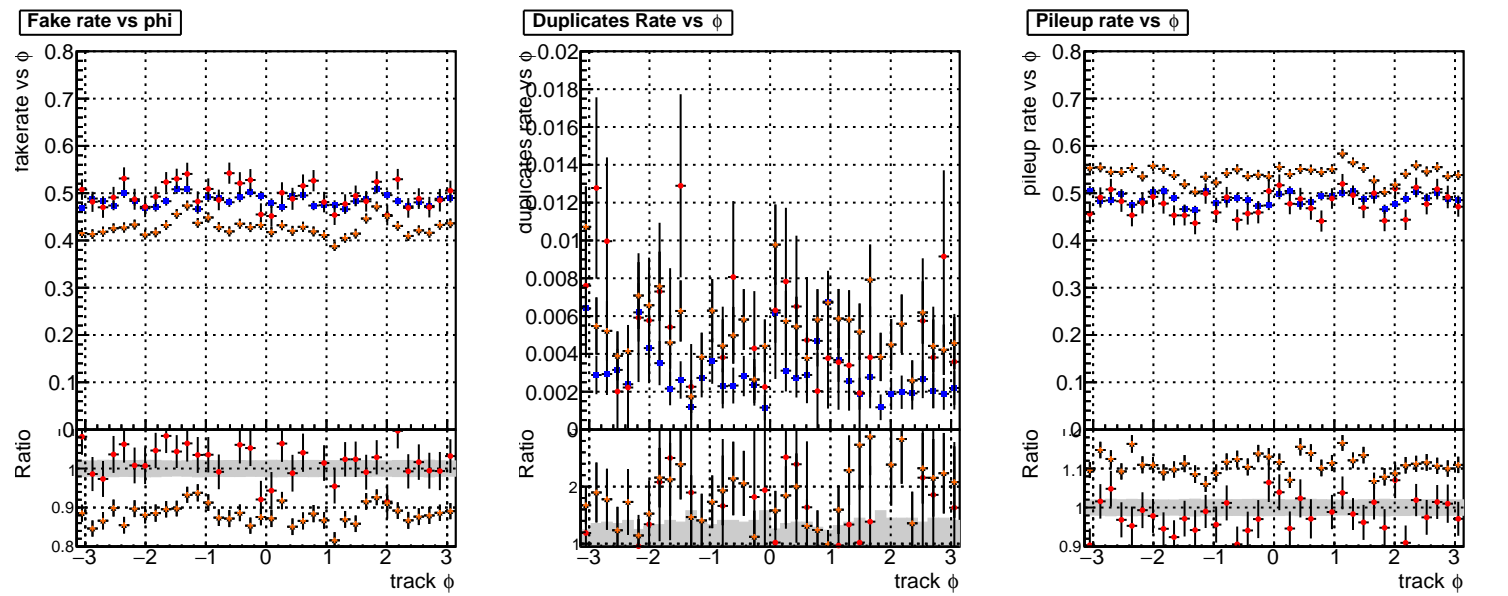 Fake rate vs phi
fakerate vs ϕ
0.8
0.7
0.6
0.5
0.4
0.3
0.2
0.1
0
Ratio
1
0.9
0.8
−3 −2 −1 0 1 2 3
track ϕ
Duplicates Rate vs ϕ
duplicates rate vs ϕ
0.02
0.018
0.016
0.014
0.012
0.01
0.008
0.006
0.004
0.002
0
Ratio
2
1
−3 −2 −1 0 1 2 3
track ϕ
Pileup rate vs ϕ
pileup rate vs ϕ
0.8
0.7
0.6
0.5
0.4
0.3
0.2
0.1
0
Ratio
1.1
1
0.9
−3 −2 −1 0 1 2 3
track ϕ